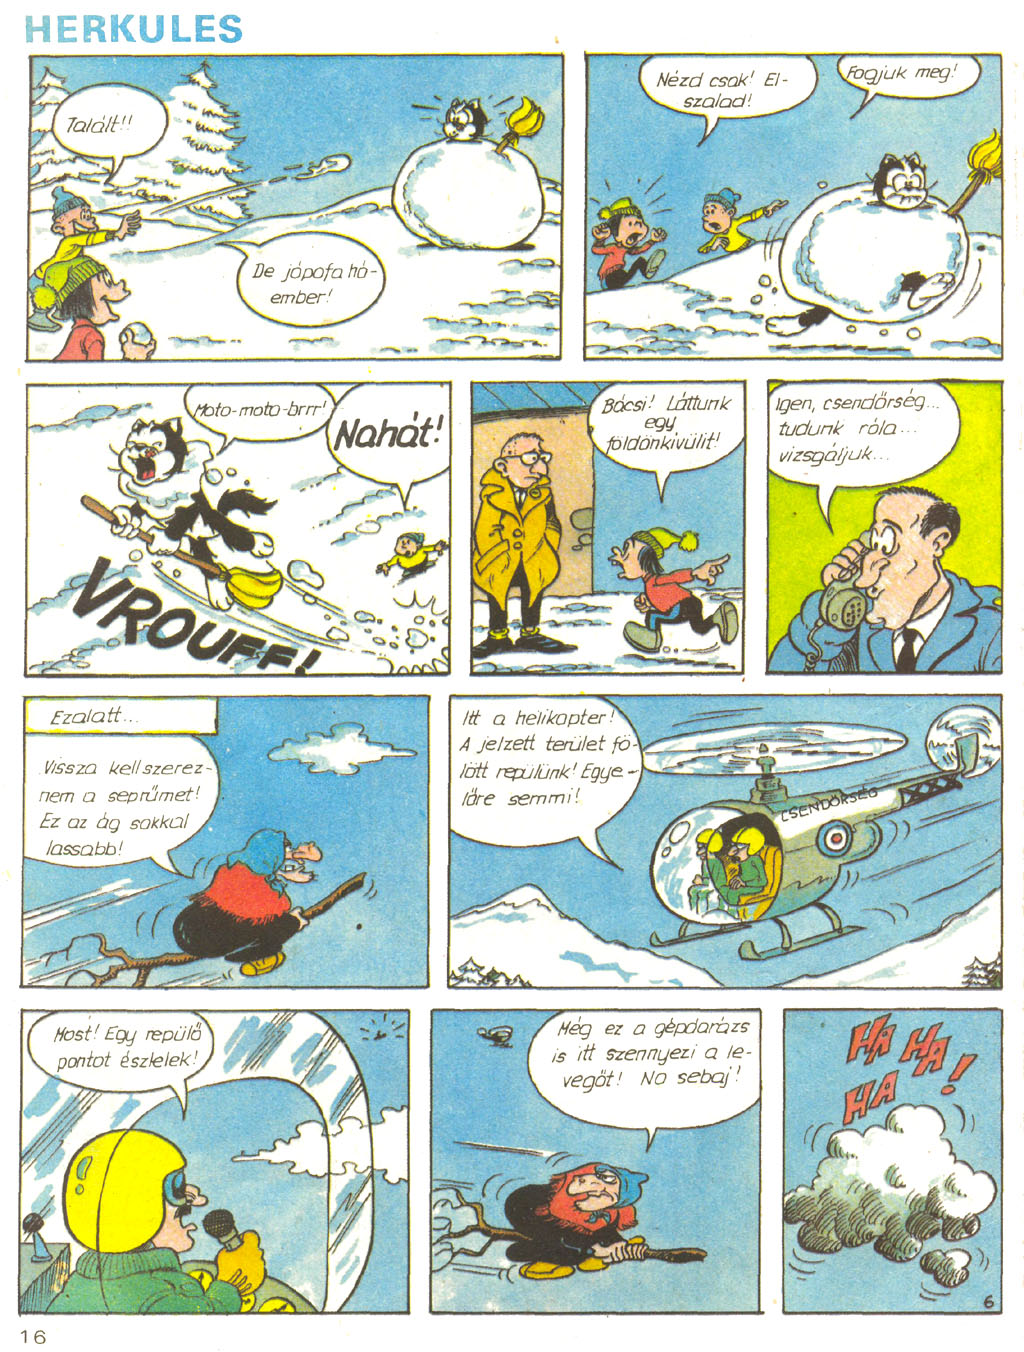 HERKULES
Talált!!
De jópofa hó-
ember!
Nézd csak! El-
szalad!
Fogjuk meg!
Moto-moto-brrr!
Nahát!
VROUFF!
Bácsi! Láttunk
egy
földönkívülit!
Igen, csendőrség...
tudunk róla...
vizsgáljuk...
Ezalatt...
Vissza kell szerez-
nem a seprűmet!
Ez az ág sokkal
lassabb!
Itt a helikopter!
A jelzett terület fö-
lött repülünk! Egye-
lőre semmi!
CSENDŐRSÉG
Most! Egy repülő
pontot észlelek!
Még ez a gépdarázs
is itt szennyezi a le-
vegőt! No sebaj!
HA HA
HA !
6
16